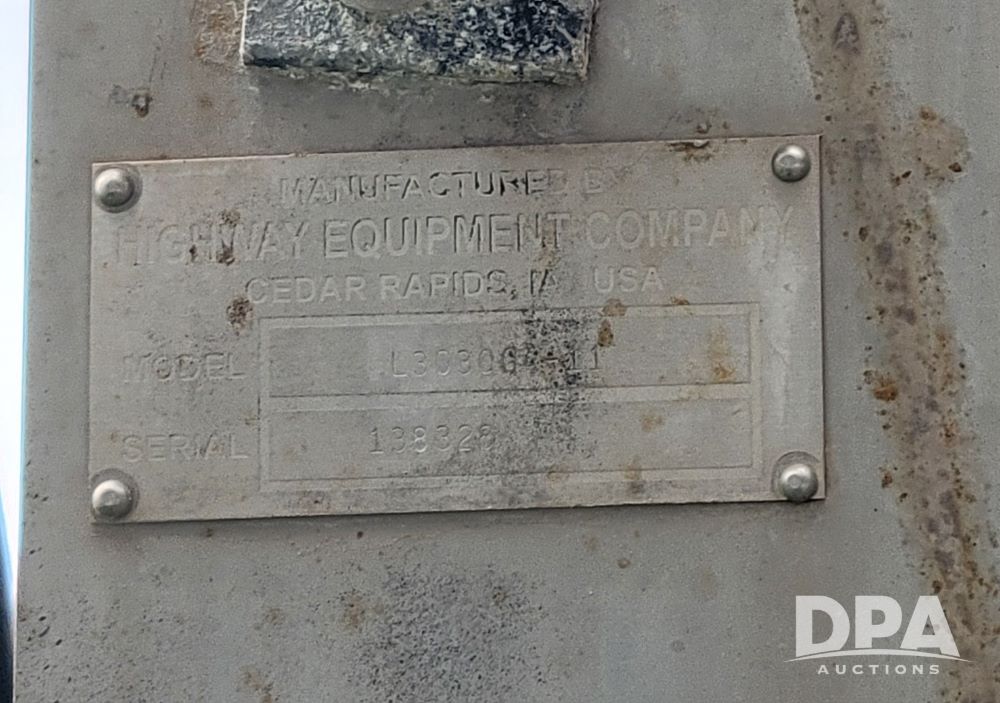 MANUFACTURED BY
HIGHWAY EQUIPMENT COMPANY
CEDAR RAPIDS, IA USA
MODEL
SERIAL
DPA
AUCTIONS